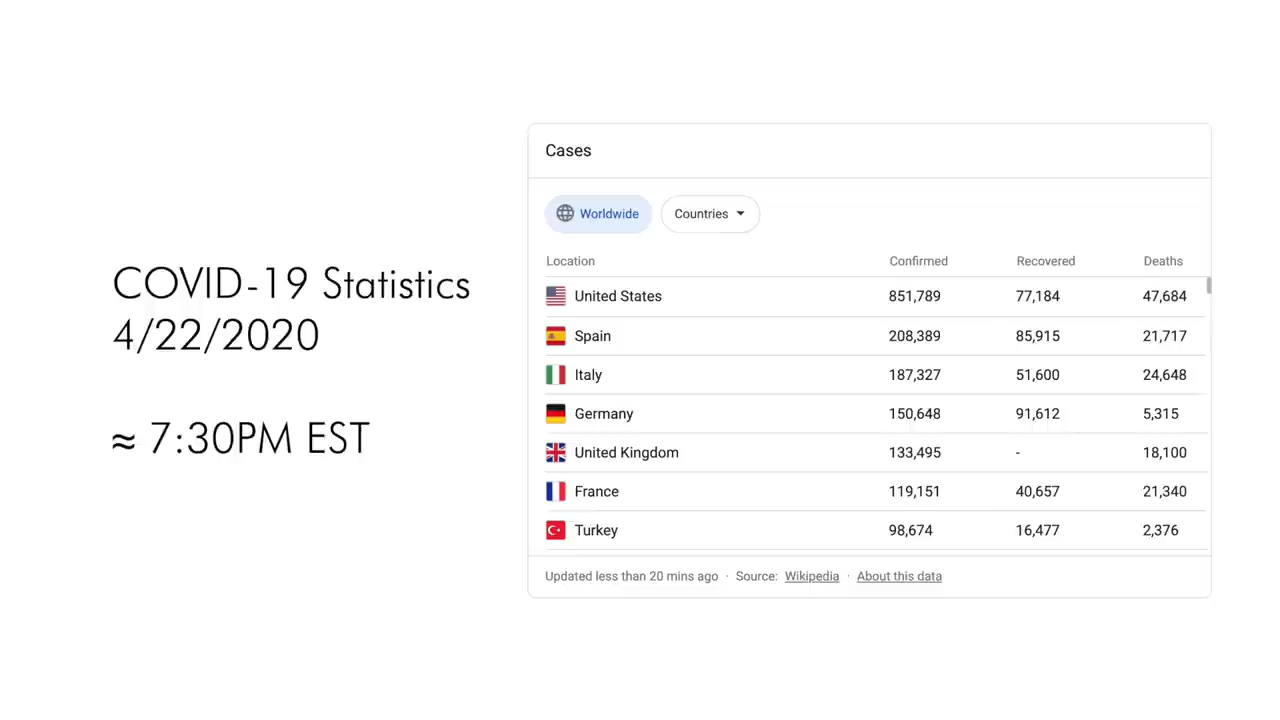 COVID-19 Statistics
4/22/2020
≈ 7:30PM EST
Cases
Worldwide Countries
Location Confirmed Recovered Deaths
United States 851,789 77,184 47,684
Spain 208,389 85,915 21,717
Italy 187,327 51,600 24,648
Germany 150,648 91,612 5,315
United Kingdom 133,495 - 18,100
France 119,151 40,657 21,340
Turkey 98,674 16,477 2,376
Updated less than 20 mins ago · Source: Wikipedia · About this data